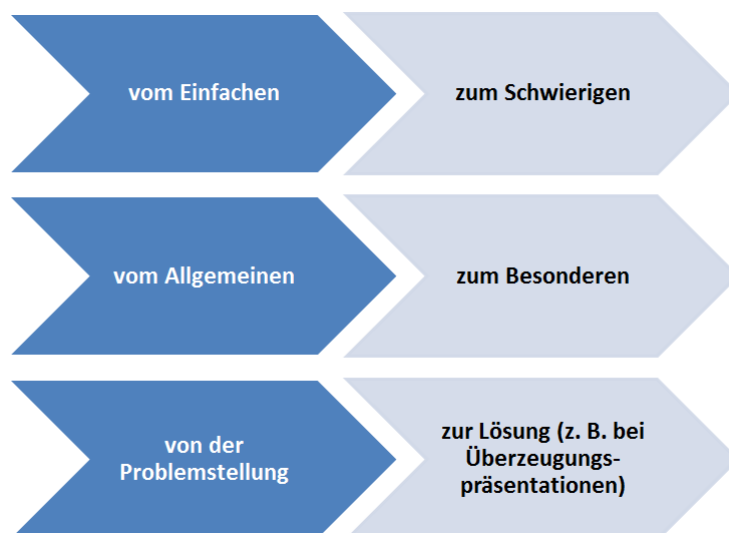 vom Einfachen
zum Schwierigen
vom Allgemeinen
zum Besonderen
von der
Problemstellung
zur Lösung (z. B. bei
Überzeugungs-
präsentationen)